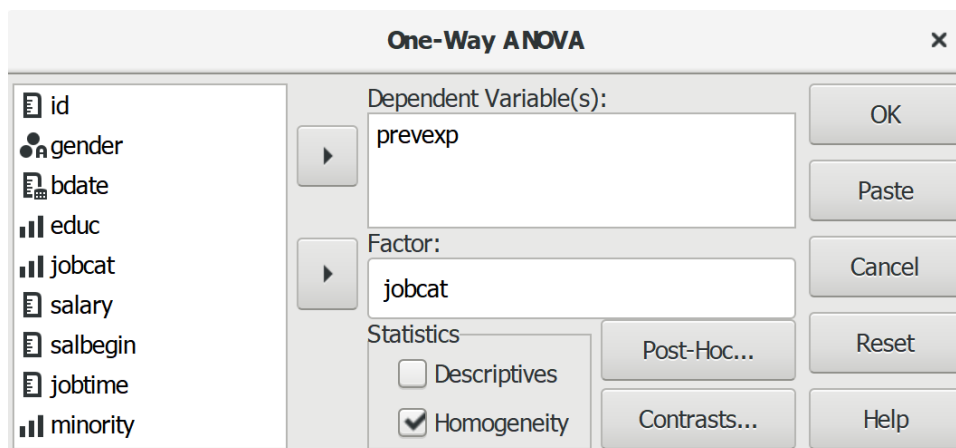 One-Way ANOVA
id
gender
bdate
educ
jobcat
salary
salbegin
jobtime
minority
Dependent Variable(s):
prevexp
Factor:
jobcat
Statistics
Descriptives
Homogeneity
Post-Hoc...
Contrasts...
OK
Paste
Cancel
Reset
Help